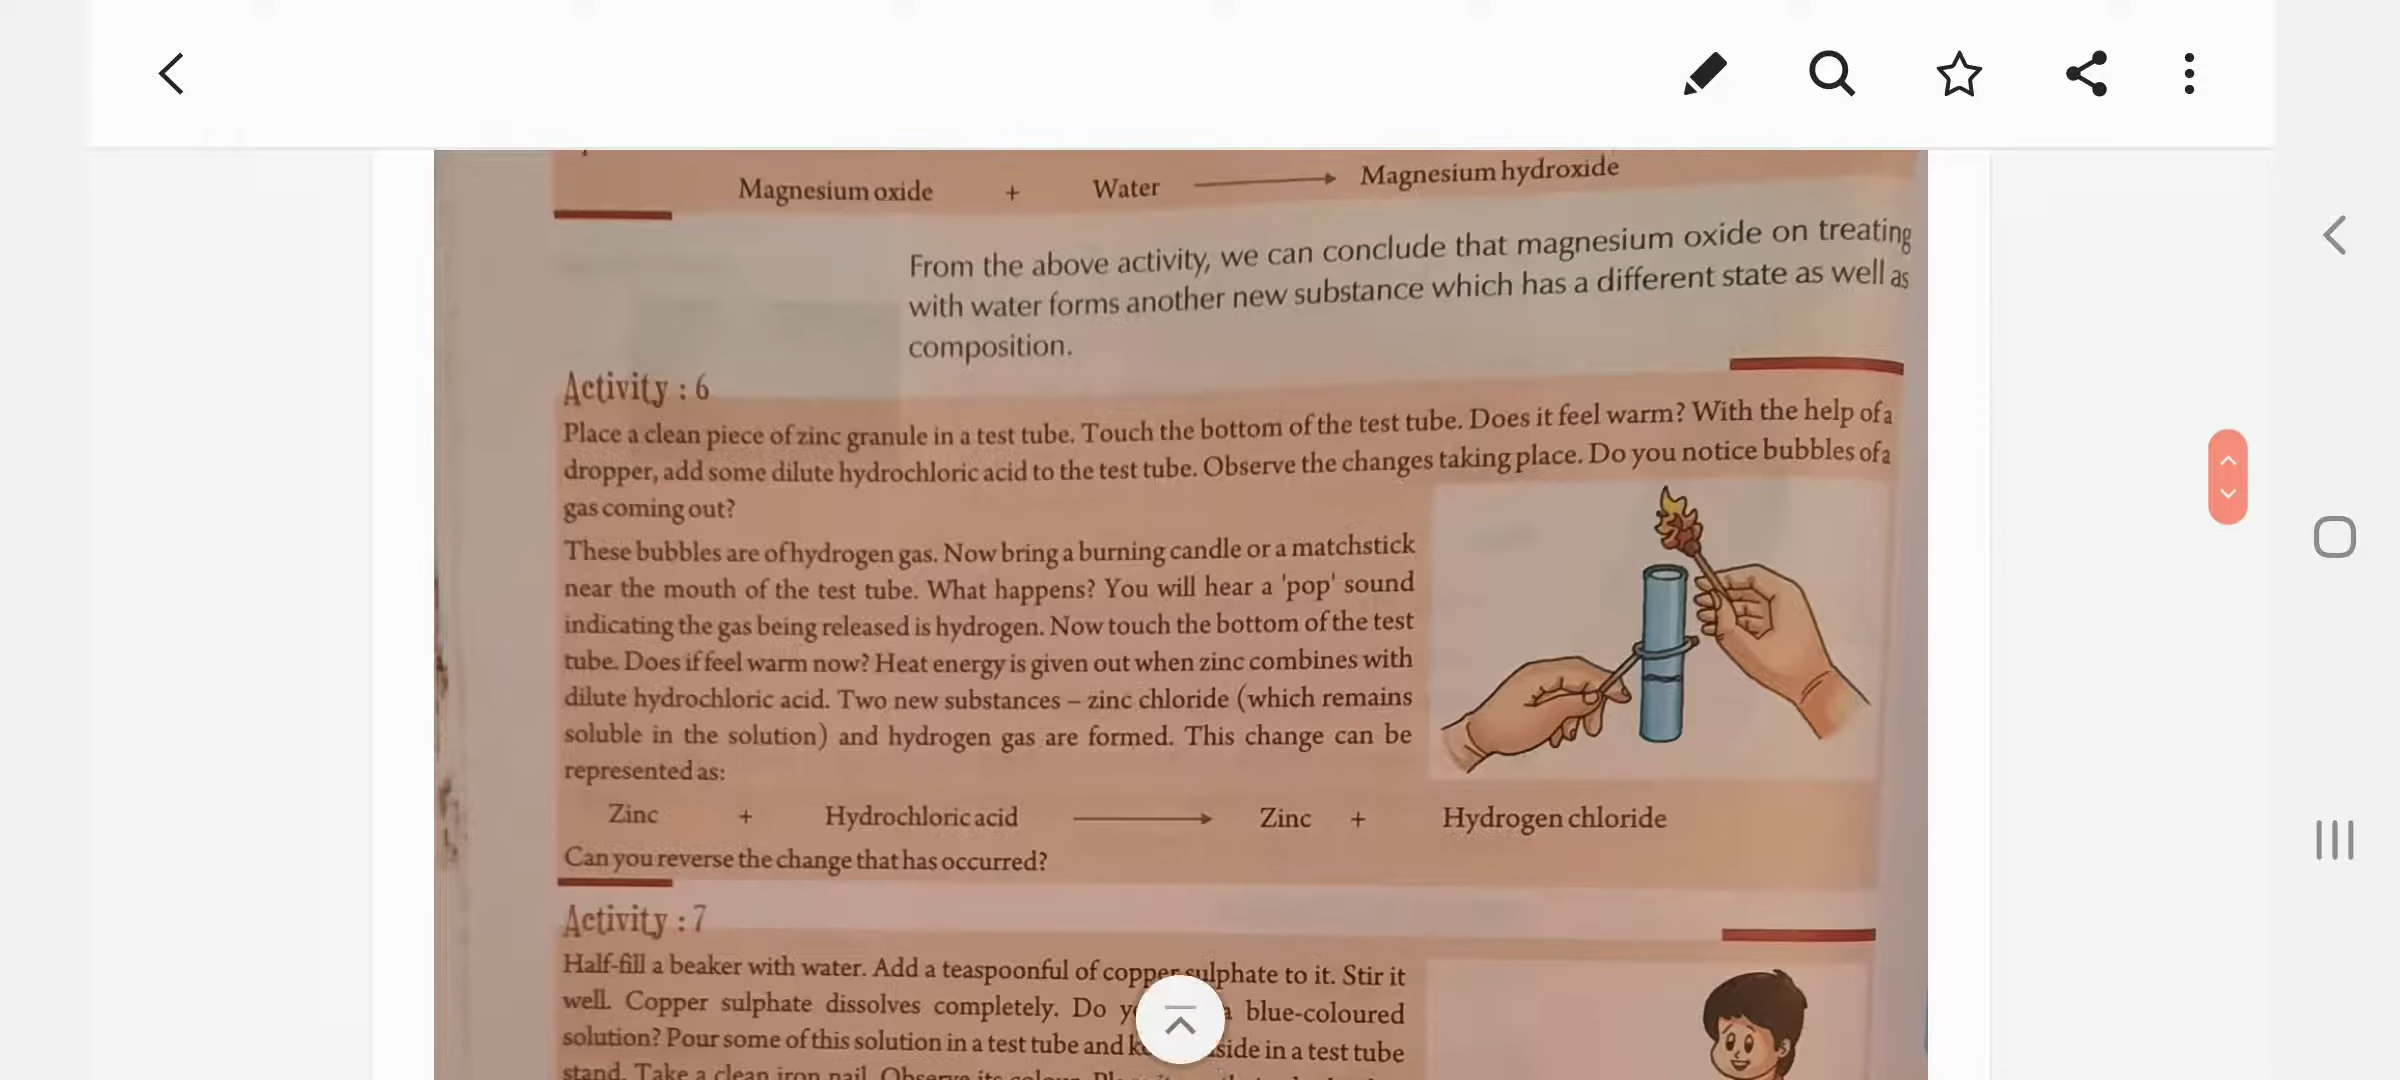 Magnesium oxide + Water → Magnesium hydroxide
From the above activity, we can conclude that magnesium oxide on treating
with water forms another new substance which has a different state as well as
composition.
Activity : 6
Place a clean piece of zinc granule in a test tube. Touch the bottom of the test tube. Does it feel warm? With the help of a
dropper, add some dilute hydrochloric acid to the test tube. Observe the changes taking place. Do you notice bubbles of a
gas coming out?
These bubbles are of hydrogen gas. Now bring a burning candle or a matchstick
near the mouth of the test tube. What happens? You will hear a 'pop' sound
indicating the gas being released is hydrogen. Now touch the bottom of the test
tube. Does if feel warm now? Heat energy is given out when zinc combines with
dilute hydrochloric acid. Two new substances – zinc chloride (which remains
soluble in the solution) and hydrogen gas are formed. This change can be
represented as:
Zinc + Hydrochloric acid → Zinc + Hydrogen chloride
Can you reverse the change that has occurred?
Activity : 7
Half-fill a beaker with water. Add a teaspoonful of copper sulphate to it. Stir it
well. Copper sulphate dissolves completely. Do blue-coloured
solution? Pour some of this solution in a test tube and side in a test tube
stand. Take a clean iron nail. Observe its colour.